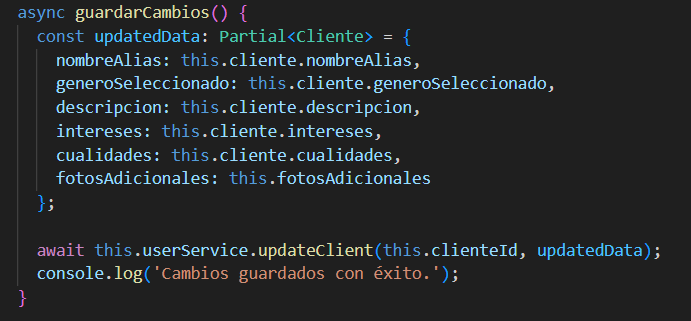 async guardarCambios() {
  const updatedData: Partial<Cliente> = {
    nombreAlias: this.cliente.nombreAlias,
    generoSeleccionado: this.cliente.generoSeleccionado,
    descripcion: this.cliente.descripcion,
    intereses: this.cliente.intereses,
    cualidades: this.cliente.cualidades,
    fotosAdicionales: this.fotosAdicionales
  };

  await this.userService.updateClient(this.clienteId, updatedData);
  console.log('Cambios guardados con éxito.');
}